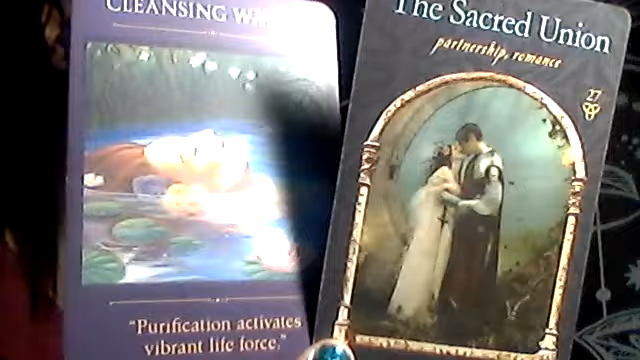 CLEANSING
"Purification activates
vibrant life force."
The Sacred Union
partnership, romance
27